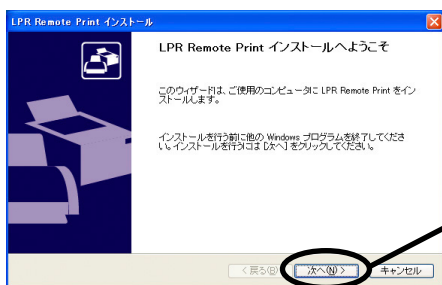 LPR Remote Print インストール
LPR Remote Print インストールへようこそ
このウィザードは、ご使用のコンピュータに LPR Remote Print をイン
ストールします。
インストールを行う前に他の Windows プログラムを終了してくださ
い。インストールを行うには [次へ] をクリックしてください。
< 戻る(B) 次へ(N) > キャンセル